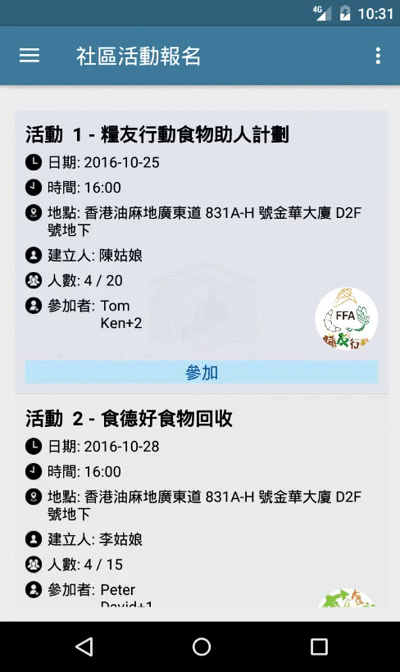 4G 10:31
社區活動報名
活動 1 - 糧友行動食物助人計劃
日期: 2016-10-25
時間: 16:00
地點: 香港油麻地廣東道 831A-H 號金華大廈 D2F
號地下
建立人: 陳姑娘
人數: 4 / 20
參加者: Tom
Ken+2
FFA
友行
參加
活動 2 - 食德好食物回收
日期: 2016-10-28
時間: 16:00
地點: 香港油麻地廣東道 831A-H 號金華大廈 D2F
號地下
建立人: 李姑娘
人數: 4 / 15
參加者: Peter
David+1